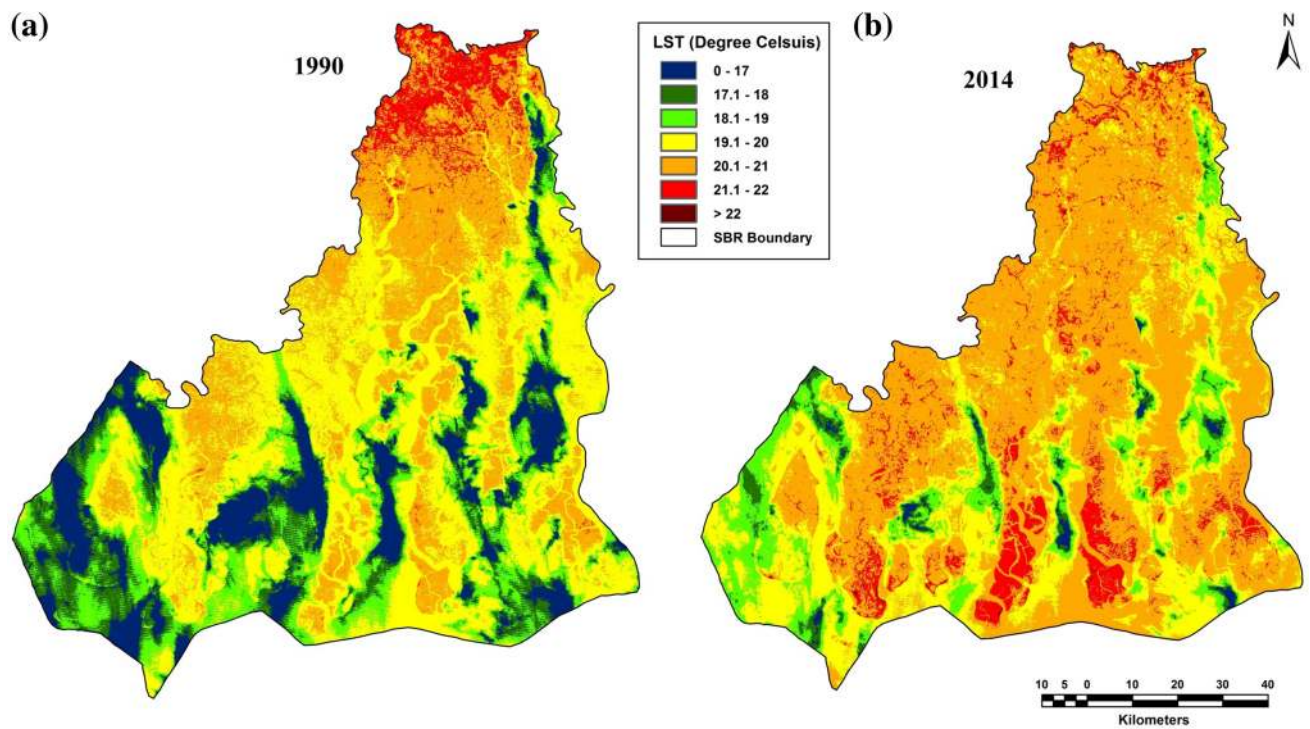 (a)
1990
LST (Degree Celsuis)
0 - 17
17.1 - 18
18.1 - 19
19.1 - 20
20.1 - 21
21.1 - 22
> 22
SBR Boundary
(b)
2014
N
10 5 0 10 20 30 40
Kilometers